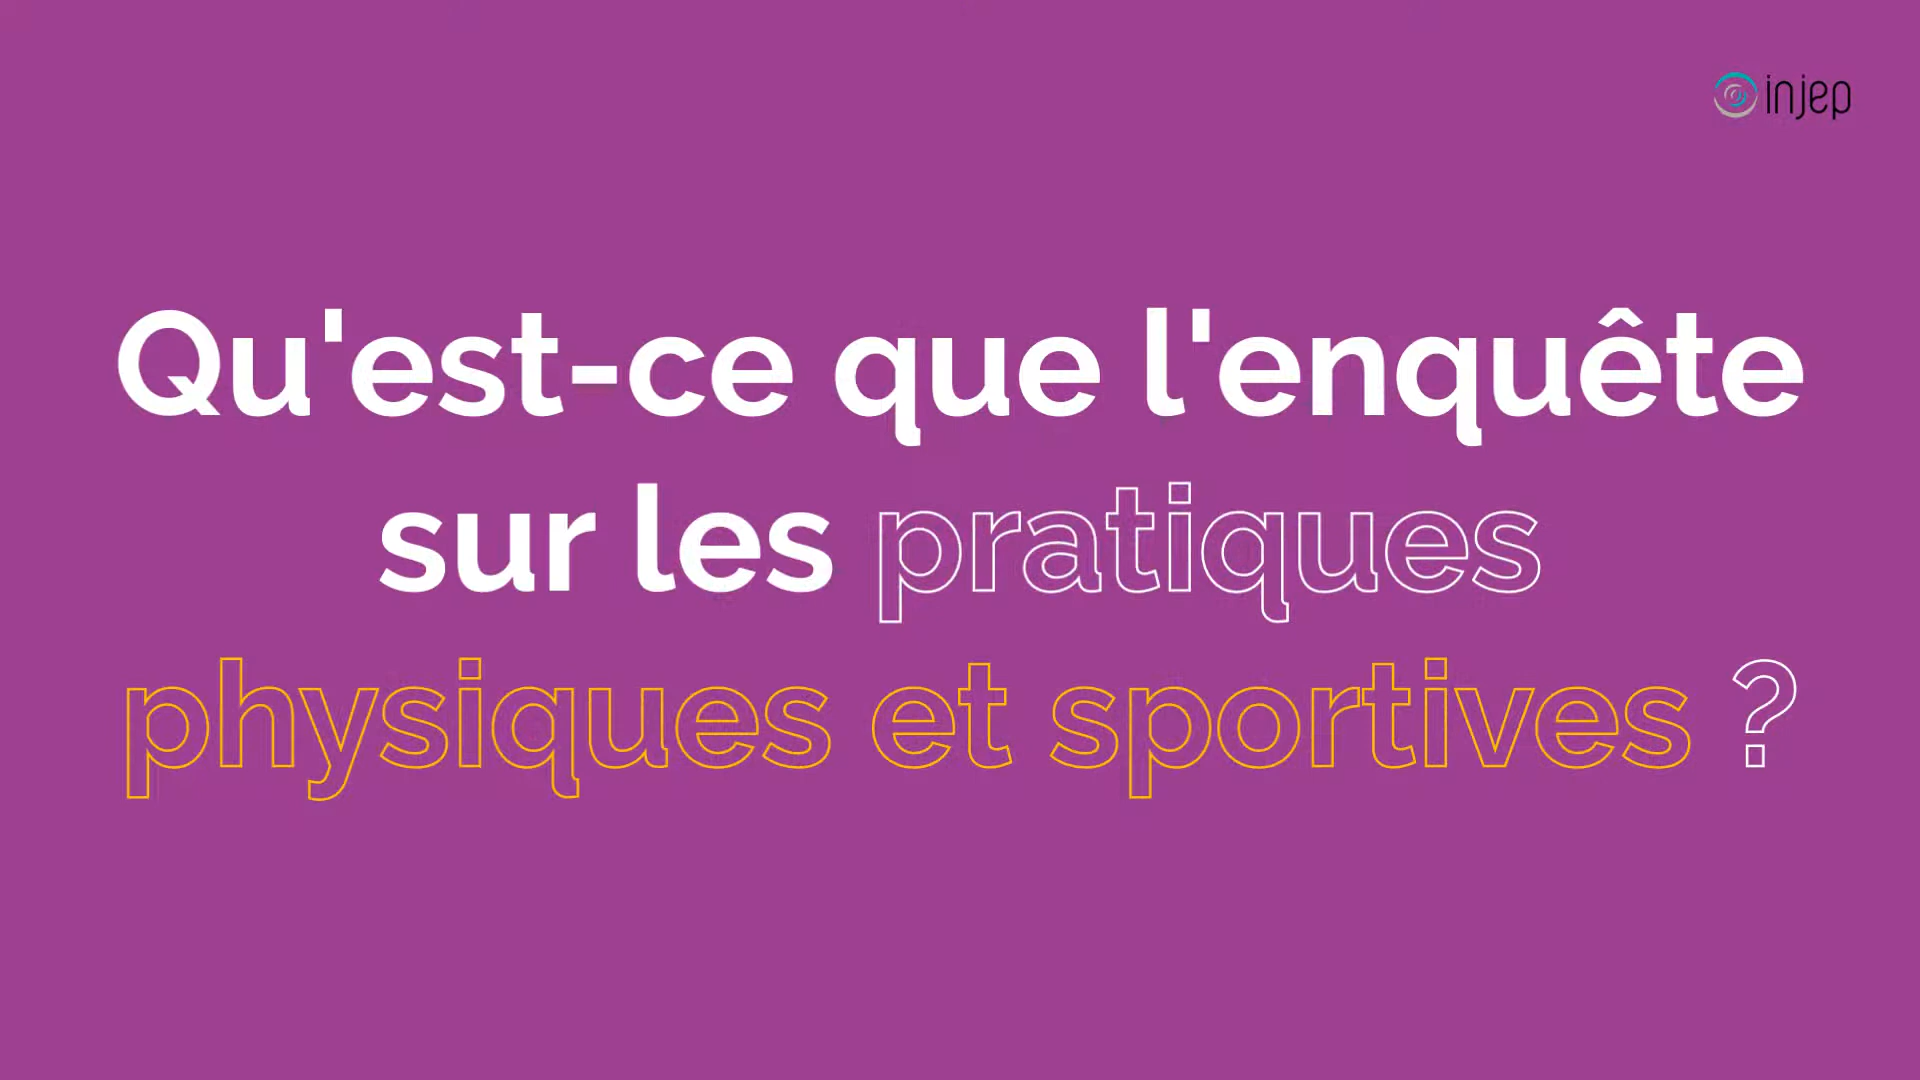 injep
Qu'est-ce que l'enquête
sur les pratiques
physiques et sportives ?